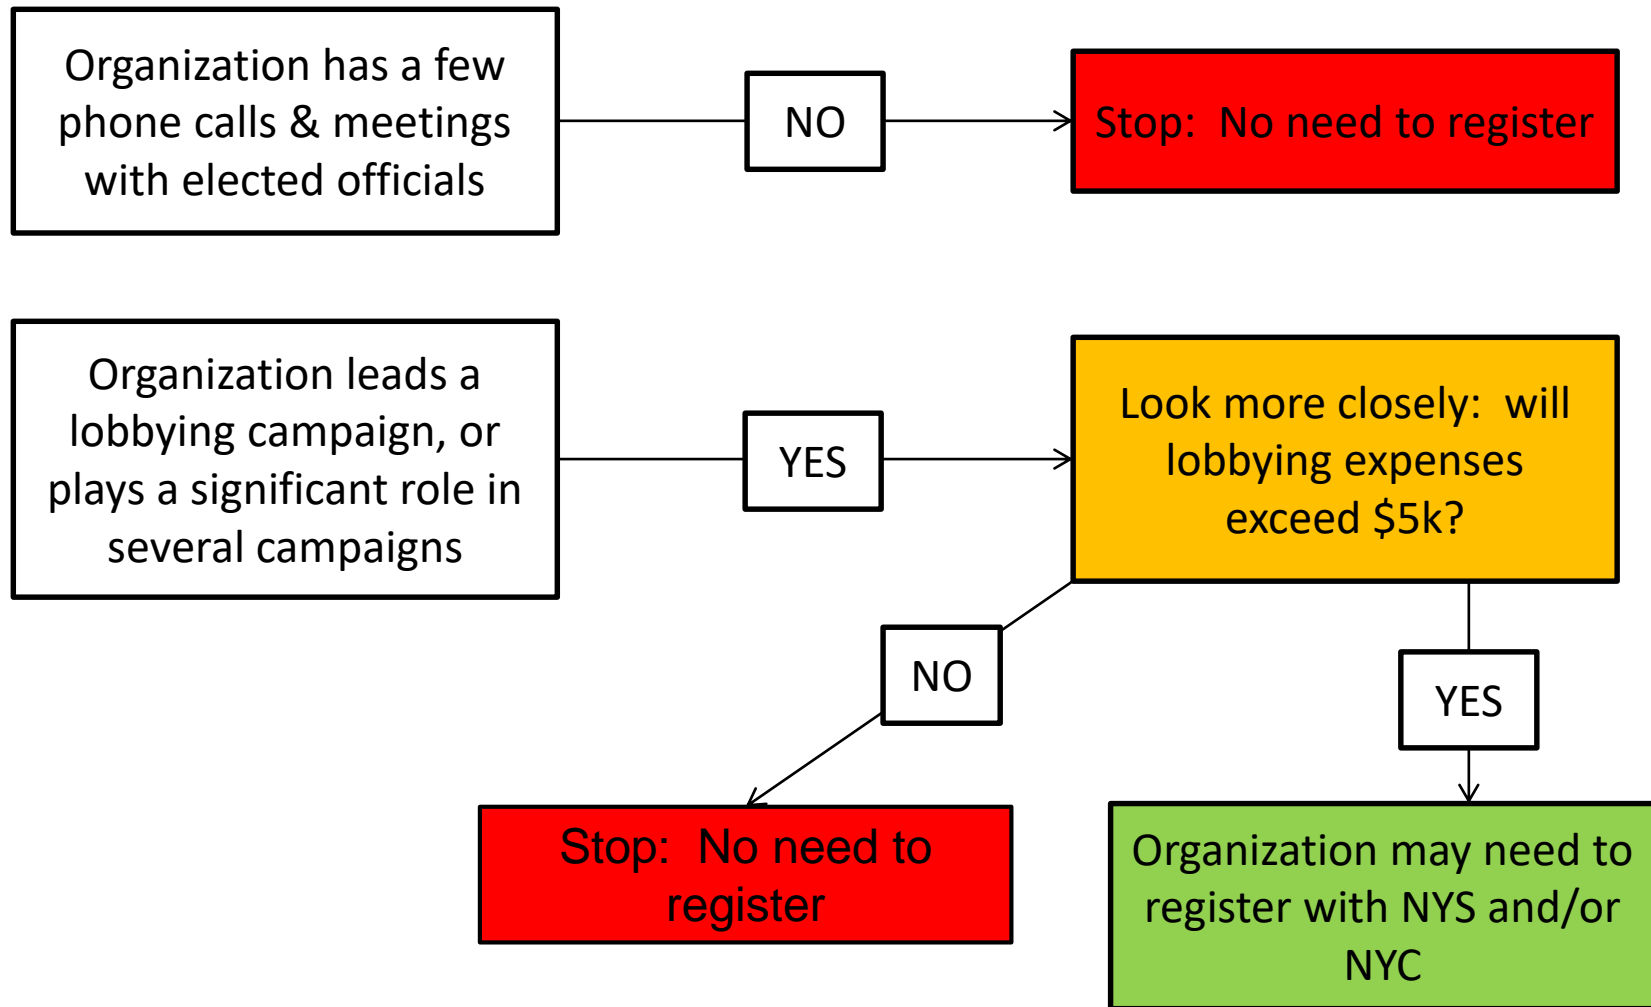 Organization has a few
phone calls & meetings
with elected officials
NO
Stop:  No need to register
Organization leads a
lobbying campaign, or
plays a significant role in
several campaigns
YES
Look more closely:  will
lobbying expenses
exceed $5k?
NO
YES
Stop:  No need to
register
Organization may need to
register with NYS and/or
NYC